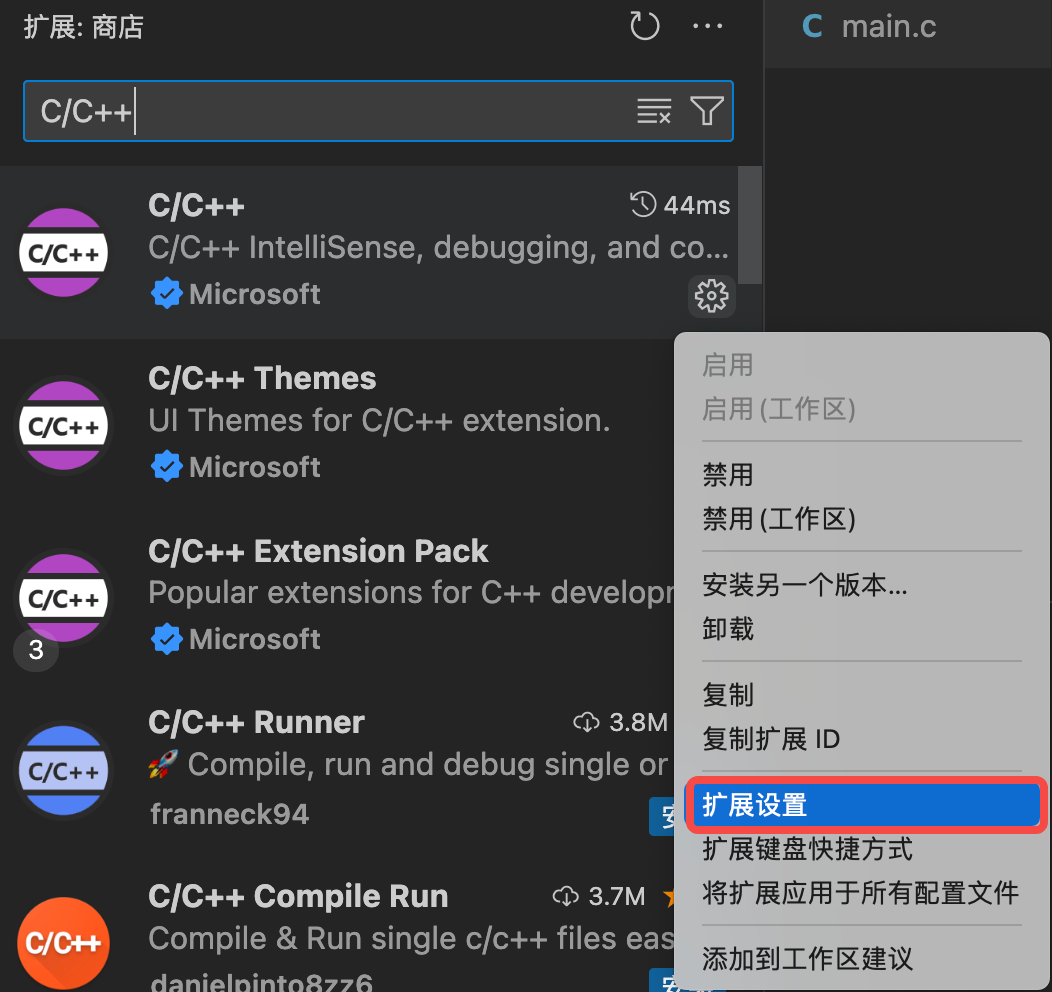 扩展: 商店
C main.c
C/C++
C/C++ 44ms
C/C++
C/C++ IntelliSense, debugging, and co...
Microsoft
启用
启用 (工作区)
禁用
禁用 (工作区)
安装另一个版本...
卸载
复制
复制扩展 ID
扩展设置
扩展键盘快捷方式
将扩展应用于所有配置文件
添加到工作区建议
C/C++ Themes
C/C++
UI Themes for C/C++ extension.
Microsoft
C/C++ Extension Pack
C/C++
Popular extensions for C++
Microsoft
3
C/C++ Runner 3.8M
C/C++
🚀 Compile, run and debug single or
franneck94
安
C/C++ Compile Run 3.7M
C/C++
Compile & Run single c/c++ files
danielpinto8zz6
安